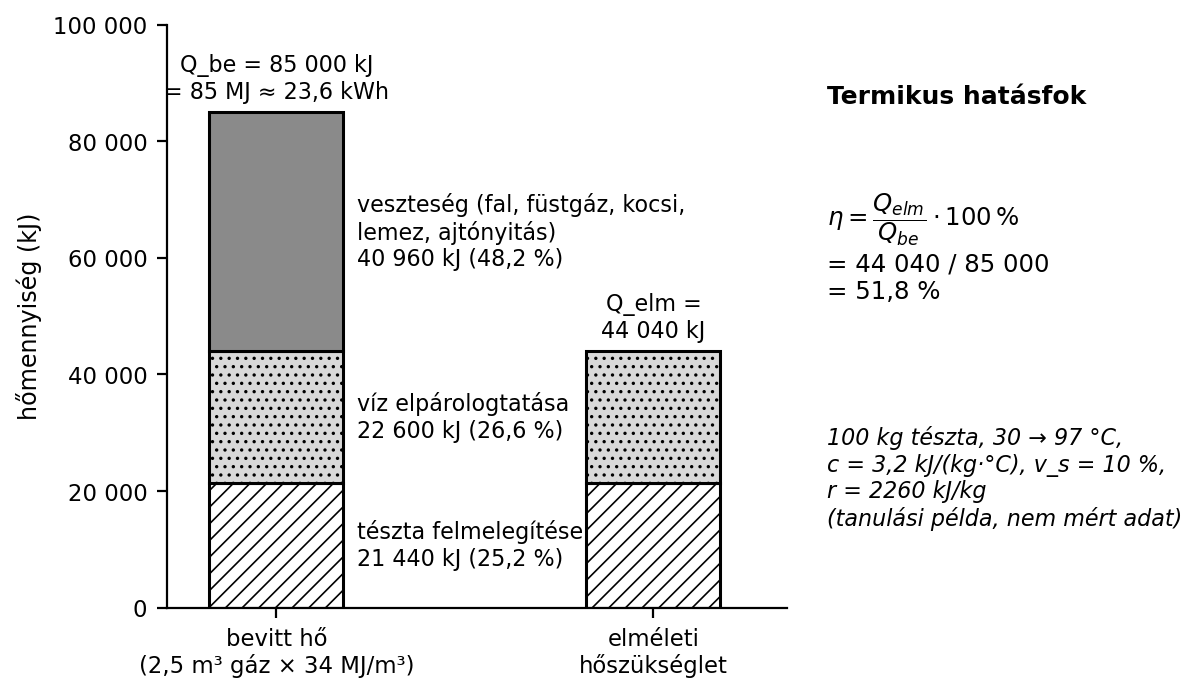 100 000
80 000
60 000
40 000
20 000
0
hőmennyiség (kJ)
Q_be = 85 000 kJ
= 85 MJ ≈ 23,6 kWh
veszteség (fal, füstgáz, kocsi,
lemez, ajtónyitás)
40 960 kJ (48,2 %)
víz elpárologtatása
22 600 kJ (26,6 %)
tészta felmelegítése
21 440 kJ (25,2 %)
Q_elm =
44 040 kJ
bevitt hő
(2,5 m³ gáz × 34 MJ/m³)
elméleti
hőszükséglet
Termikus hatásfok
η = Q_elm / Q_be · 100 %
= 44 040 / 85 000
= 51,8 %
100 kg tészta, 30 → 97 °C,
c = 3,2 kJ/(kg·°C), v_s = 10 %,
r = 2260 kJ/kg
(tanulási példa, nem mért adat)